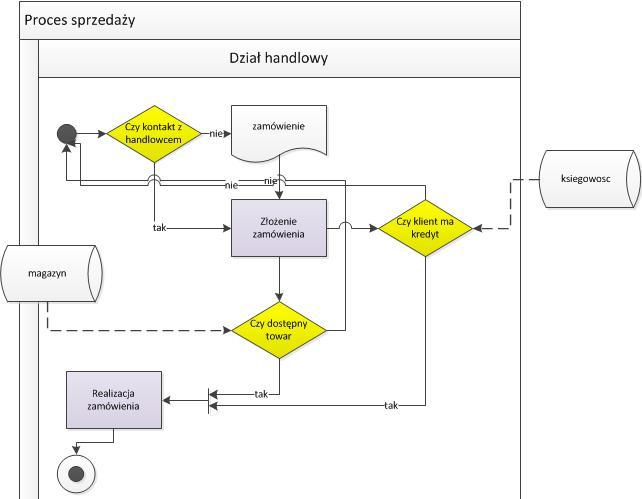 Proces sprzedaży
Dział handlowy
Czy kontakt z
handlowcem
nie
zamówienie
nie
nie
ksiegowosc
tak
Złożenie
zamówienia
Czy klient ma
kredyt
magazyn
Czy dostępny
towar
Realizacja
zamówienia
tak
tak